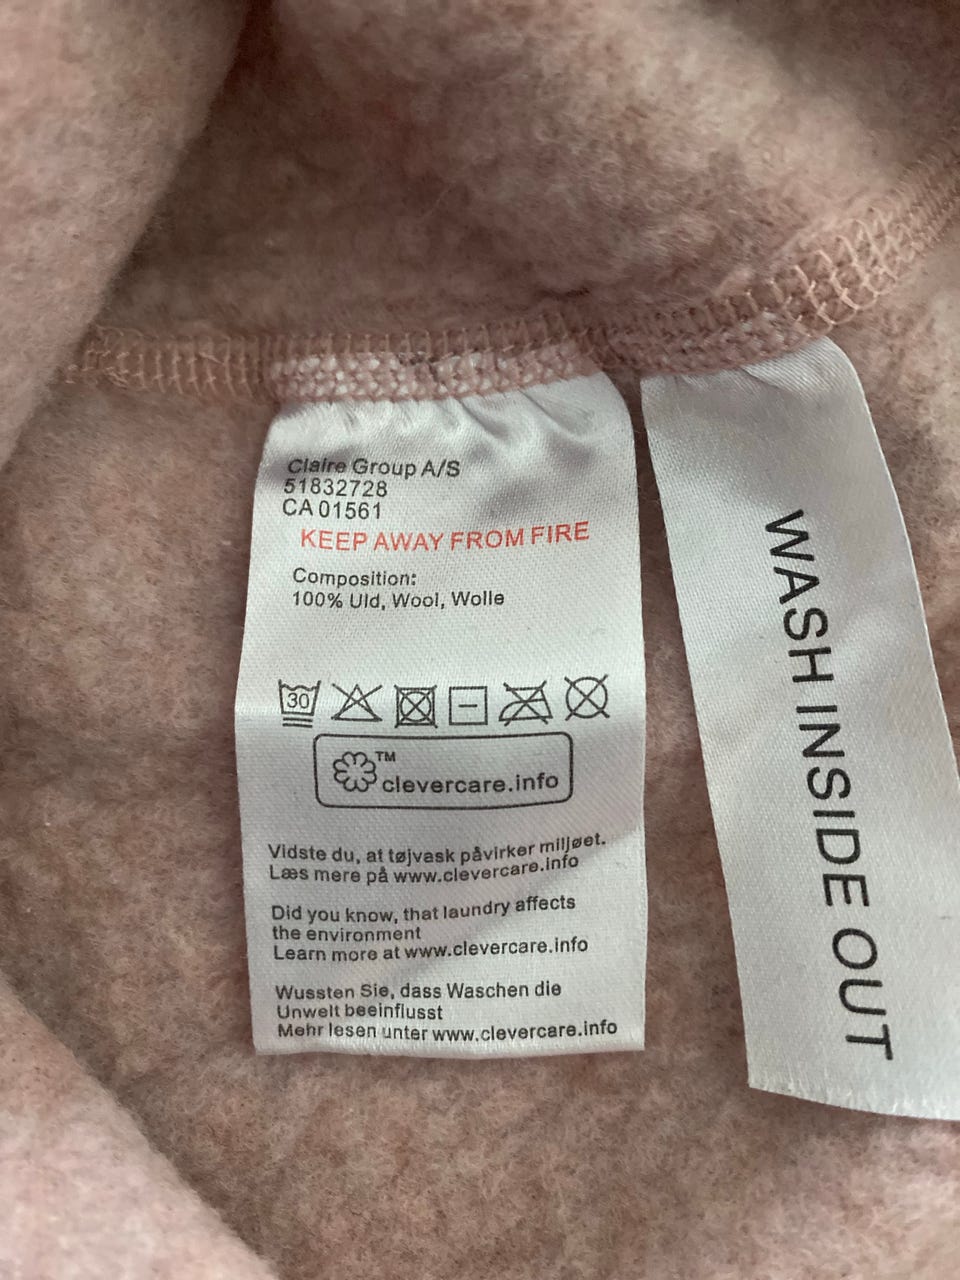 Claire Group A/S
51832728
CA 01561
KEEP AWAY FROM FIRE
Composition:
100% Uld, Wool, Wolle
30
TM
clevercare.info
Vidste du, at tøjvask påvirker miljøet.
Læs mere på www.clevercare.info
Did you know, that laundry affects
the environment
Learn more at www.clevercare.info
Wussten Sie, dass Waschen die
Unwelt beeinflusst
Mehr lesen unter www.clevercare.info
WASH INSIDE OUT